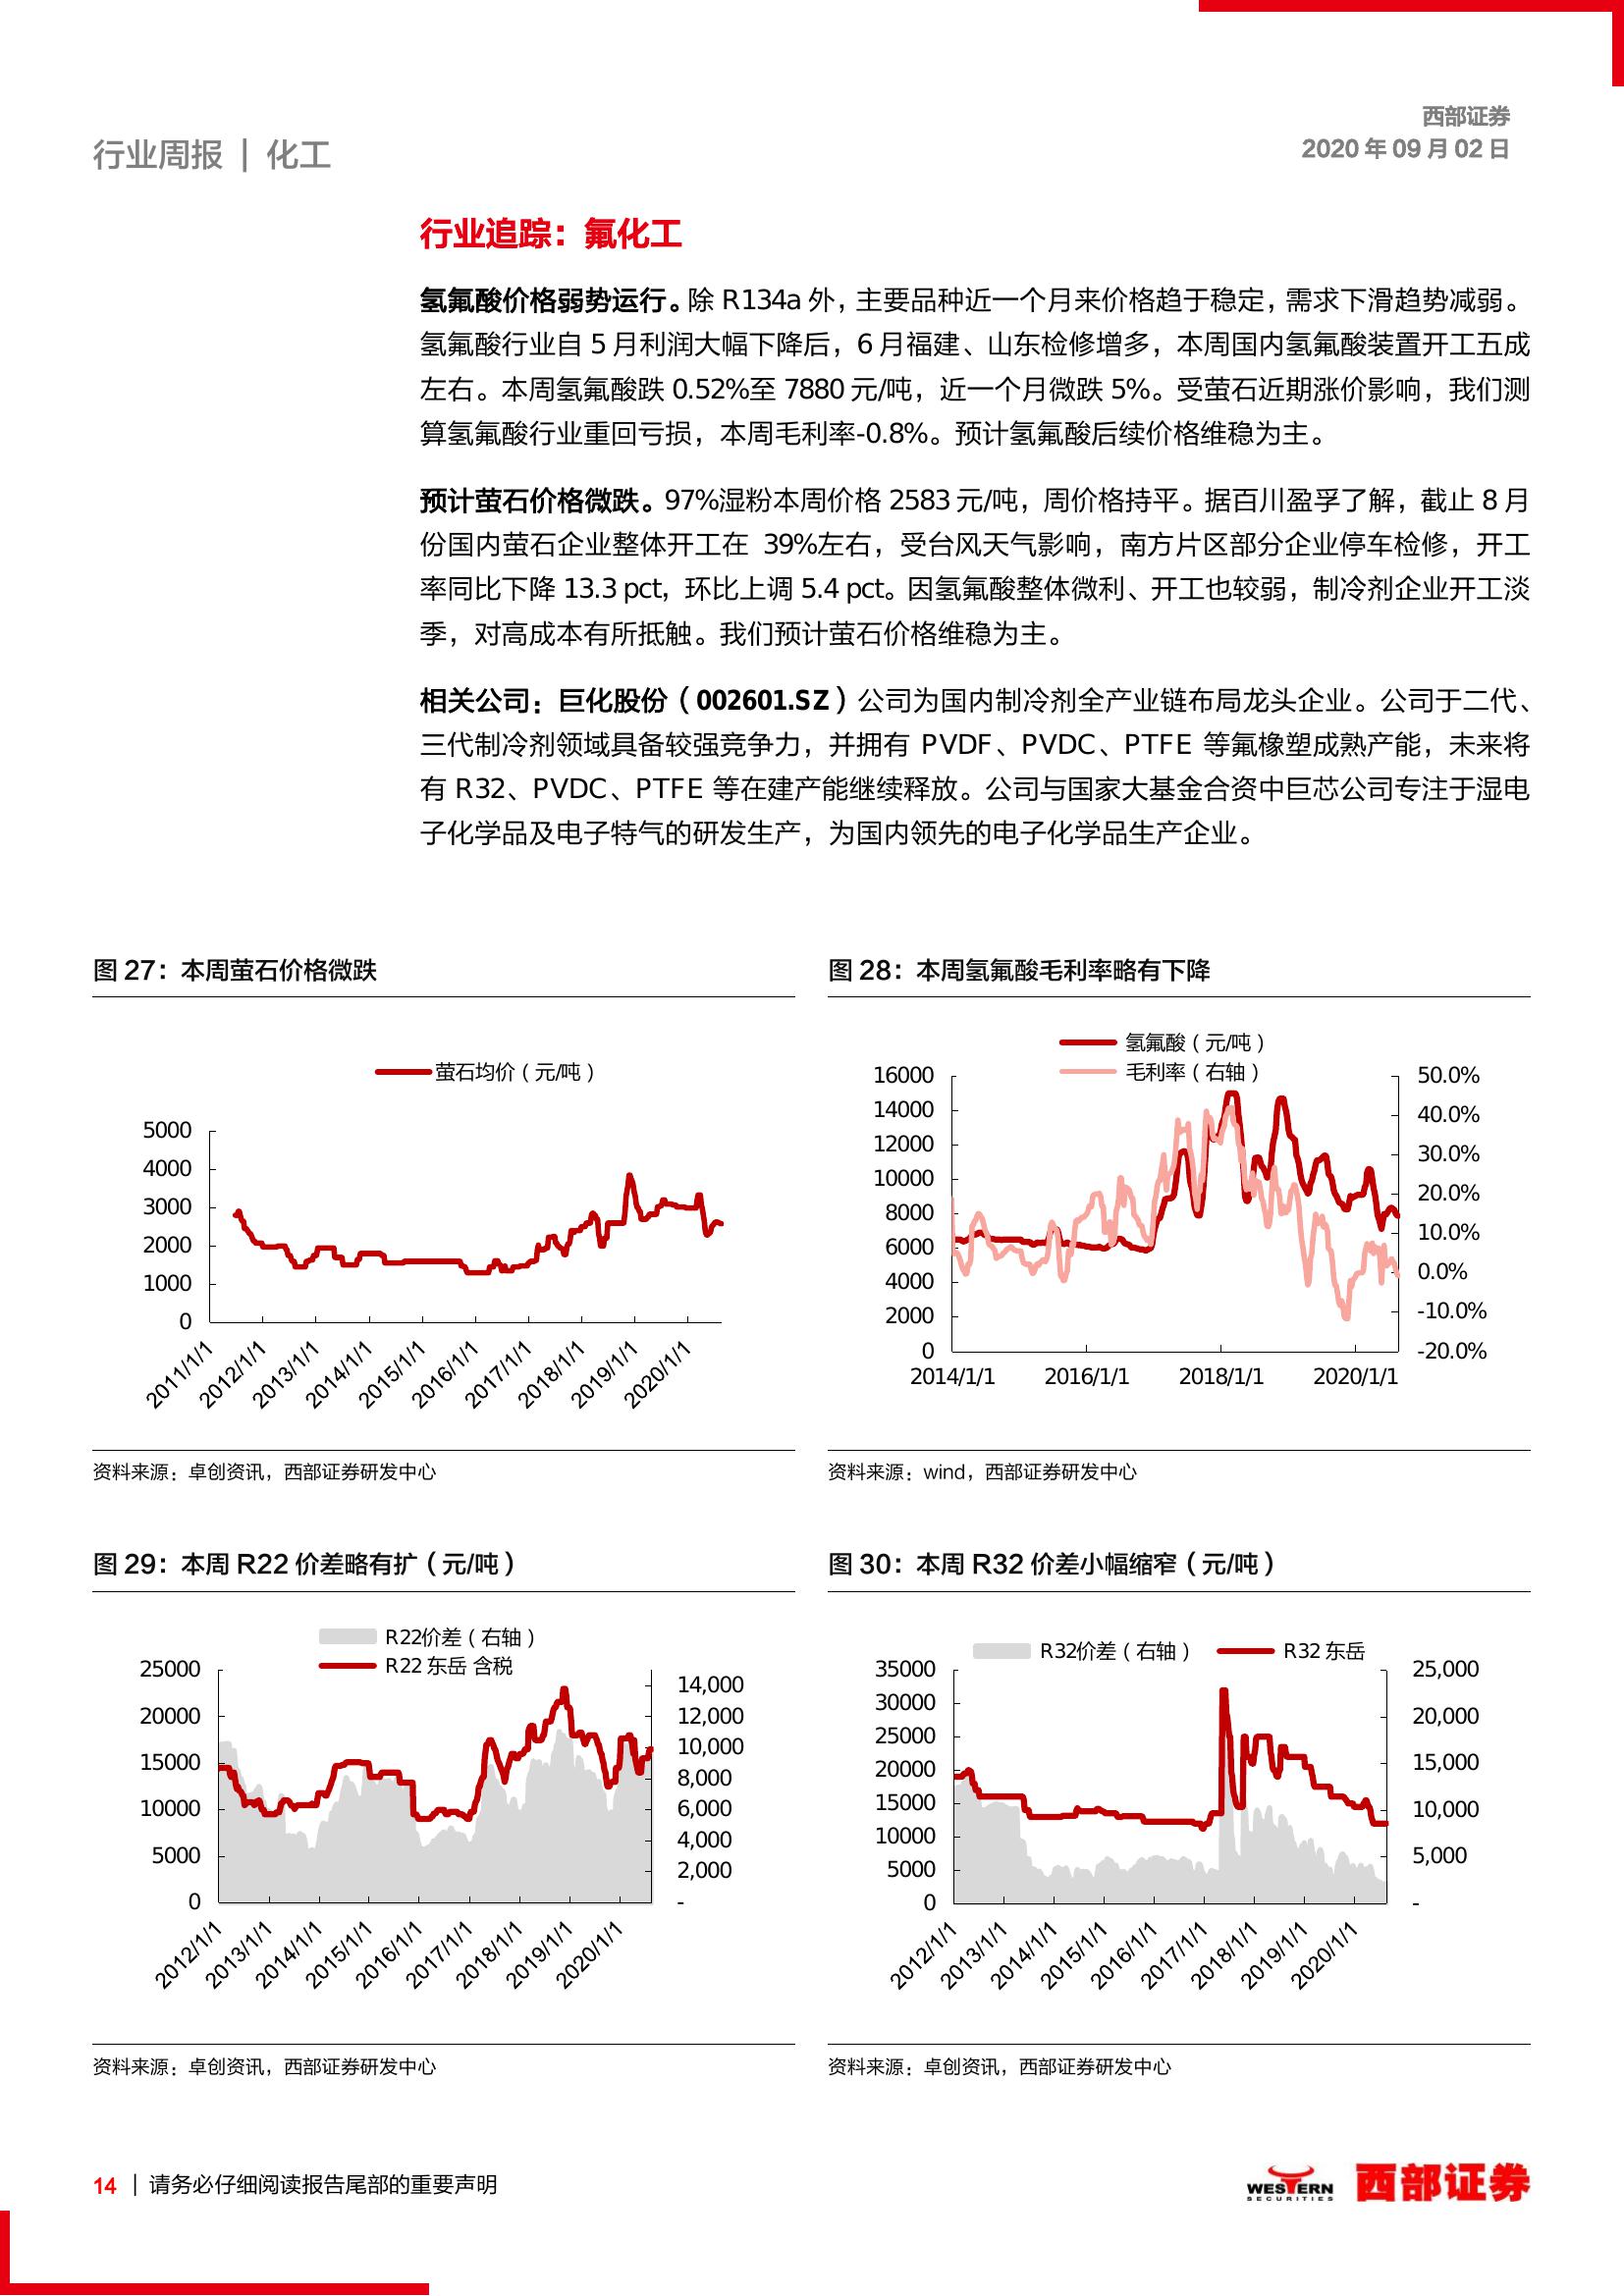 西部证券
2020 年 09 月 02 日
行业周报 | 化工
行业追踪：氟化工
氢氟酸价格弱势运行。除 R134a 外，主要品种近一个月来价格趋于稳定，需求下滑趋势减弱。
氢氟酸行业自 5 月利润大幅下降后，6 月福建、山东检修增多，本周国内氢氟酸装置开工五成
左右。本周氢氟酸跌 0.52%至 7880 元/吨，近一个月微跌 5%。受萤石近期涨价影响，我们测
算氢氟酸行业重回亏损，本周毛利率-0.8%。预计氢氟酸后续价格维稳为主。
预计萤石价格微跌。97%湿粉本周价格 2583 元/吨，周价格持平。据百川盈孚了解，截止 8 月
份国内萤石企业整体开工在 39%左右，受台风天气影响，南方片区部分企业停车检修，开工
率同比下降 13.3 pct，环比上调 5.4 pct。因氢氟酸整体微利、开工也较弱，制冷剂企业开工淡
季，对高成本有所抵触。我们预计萤石价格维稳为主。
相关公司：巨化股份（002601.SZ）公司为国内制冷剂全产业链布局龙头企业。公司于二代、
三代制冷剂领域具备较强竞争力，并拥有 PVDF、PVDC、PTFE 等氟橡塑成熟产能，未来将
有 R32、PVDC、PTFE 等在建产能继续释放。公司与国家大基金合资中巨芯公司专注于湿电
子化学品及电子特气的研发生产，为国内领先的电子化学品生产企业。
图 27：本周萤石价格微跌
萤石均价（元/吨）
5000
4000
3000
2000
1000
0
2011/1/1
2012/1/1
2013/1/1
2014/1/1
2015/1/1
2016/1/1
2017/1/1
2018/1/1
2019/1/1
2020/1/1
资料来源：卓创资讯，西部证券研发中心
图 28：本周氢氟酸毛利率略有下降
氢氟酸（元/吨）
毛利率（右轴）
16000
14000
12000
10000
8000
6000
4000
2000
0
50.0%
40.0%
30.0%
20.0%
10.0%
0.0%
-10.0%
-20.0%
2014/1/1
2016/1/1
2018/1/1
2020/1/1
资料来源：wind，西部证券研发中心
图 29：本周 R22 价差略有扩（元/吨）
R22价差（右轴）
R22 东岳 含税
25000
20000
15000
10000
5000
0
14,000
12,000
10,000
8,000
6,000
4,000
2,000
-
2012/1/1
2013/1/1
2014/1/1
2015/1/1
2016/1/1
2017/1/1
2018/1/1
2019/1/1
2020/1/1
资料来源：卓创资讯，西部证券研发中心
图 30：本周 R32 价差小幅缩窄（元/吨）
R32价差（右轴）
R32 东岳
35000
30000
25000
20000
15000
10000
5000
0
25,000
20,000
15,000
10,000
5,000
-
2012/1/1
2013/1/1
2014/1/1
2015/1/1
2016/1/1
2017/1/1
2018/1/1
2019/1/1
2020/1/1
资料来源：卓创资讯，西部证券研发中心
14 | 请务必仔细阅读报告尾部的重要声明
WESTERN
SECURITIES
西部证券